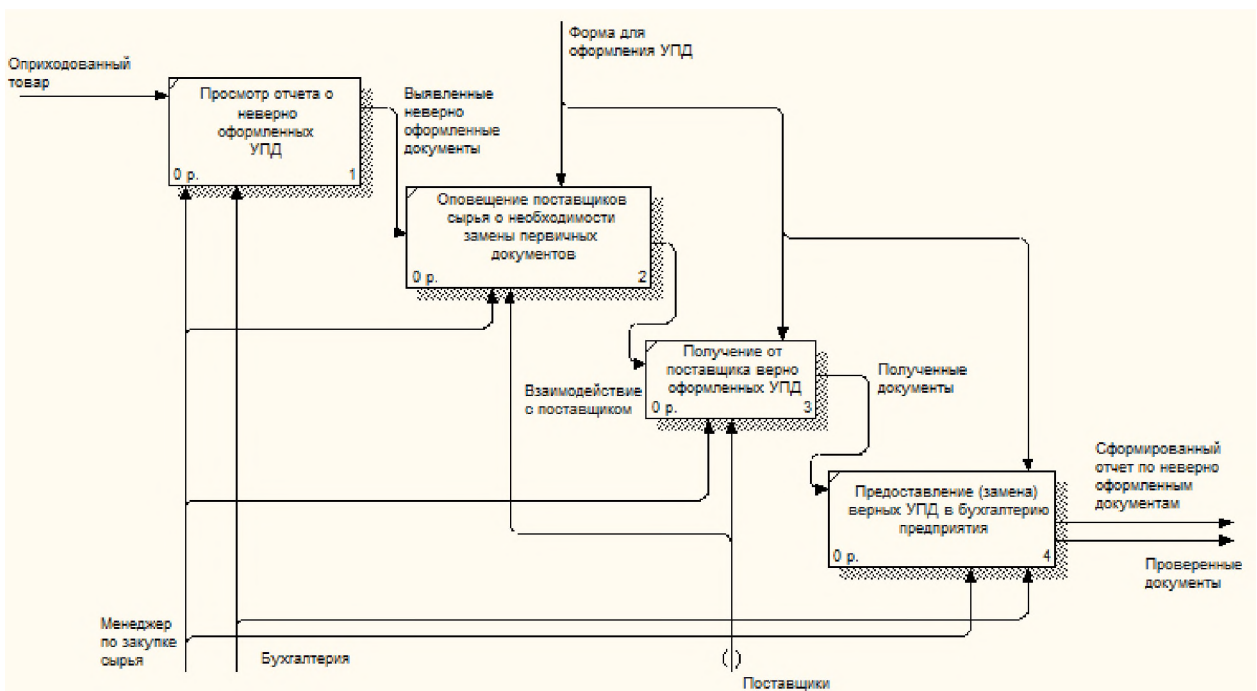 Форма для
оформления УПД
Оприходованный
товар
Просмотр отчета о
неверно
оформленных
УПД
0 р.
1
Выявленные
неверно
оформленные
документы
Оповещение поставщиков
сырья о необходимости
замены первичных
документов
0 р.
2
Получение от
поставщика верно
оформленных УПД
0 р.
3
Взаимодействие
с поставщиком
Полученные
документы
Сформированный
отчет по неверно
оформленным
документам
Предоставление (замена)
верных УПД в бухгалтерию
предприятия
0 р.
4
Проверенные
документы
Менеджер
по закупке
сырья
Бухгалтерия
Поставщики